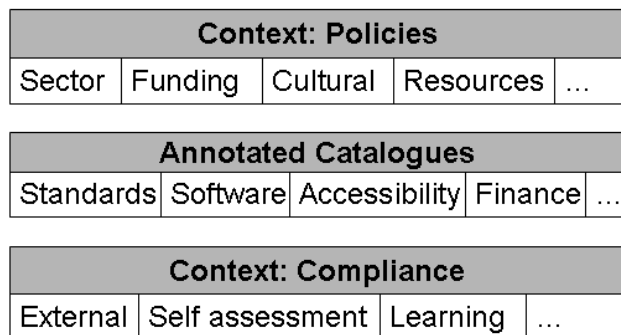 Context: Policies
Sector Funding Cultural Resources ...
Annotated Catalogues
Standards Software Accessibility Finance ...
Context: Compliance
External Self assessment Learning ...